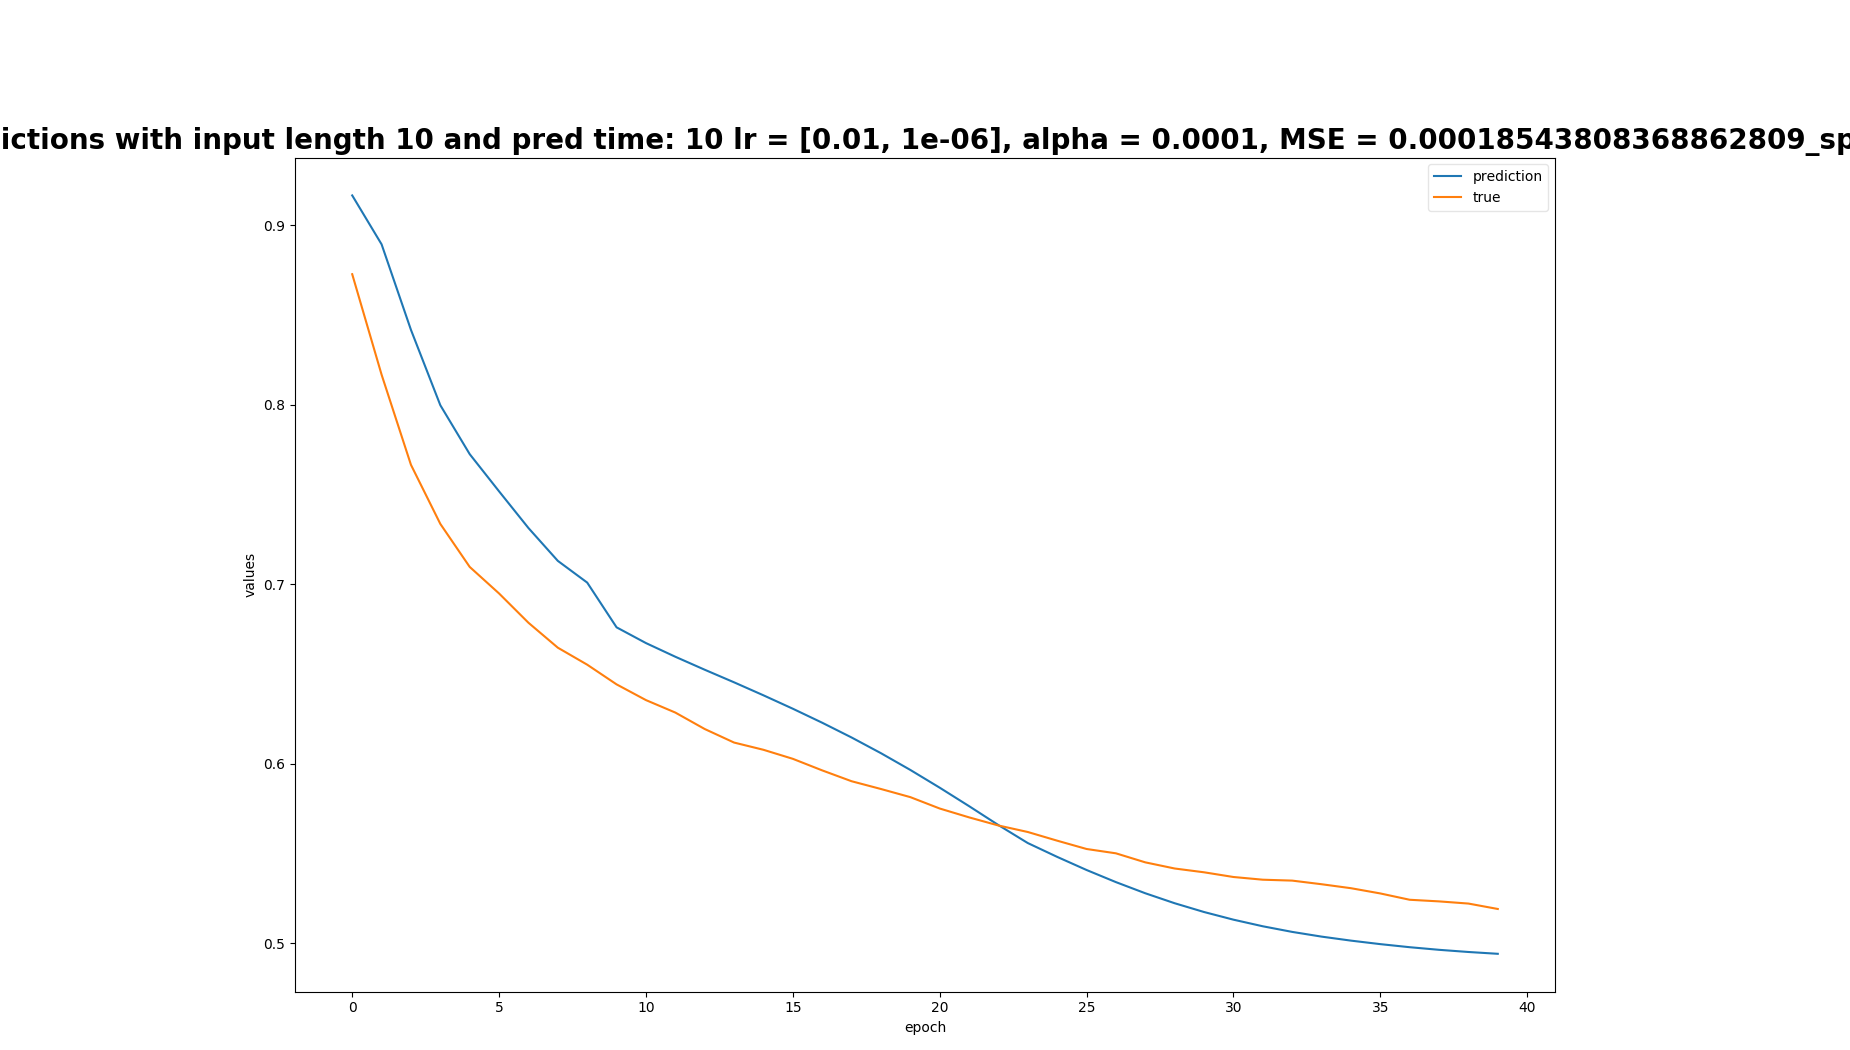 ictions with input length 10 and pred time: 10 lr = [0.01, 1e-06], alpha = 0.0001, MSE = 0.00018543808368862809_sp
prediction
true
0.9
0.8
0.7
0.6
0.5
values
0 5 10 15 20 25 30 35 40
epoch